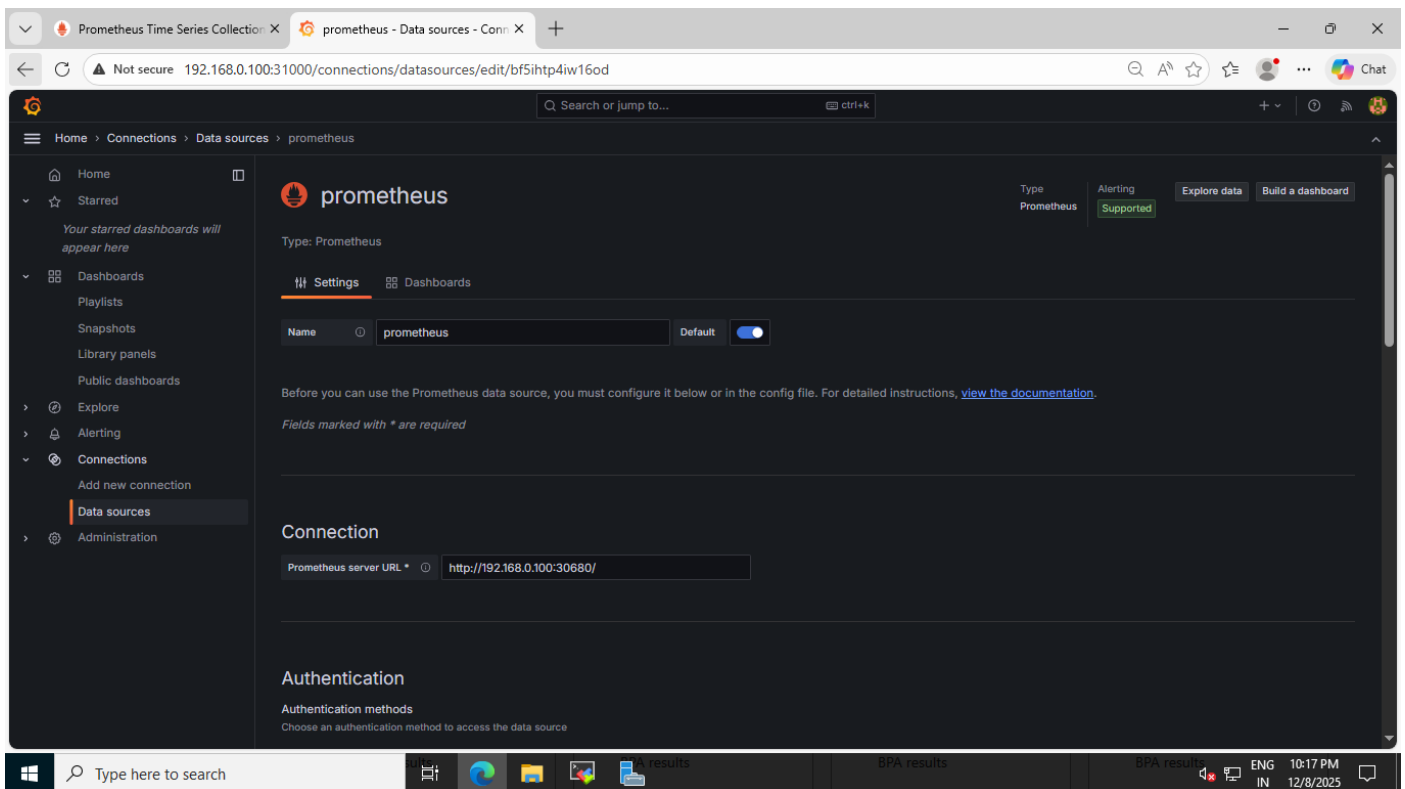 Prometheus Time Series Collection
prometheus - Data sources - Conn
Not secure 192.168.0.100:31000/connections/datasources/edit/bf5ihtp4iw16od
Chat
Search or jump to...
ctrl+k
Home › Connections › Data sources › prometheus
Home
Starred
Your starred dashboards will
appear here
Dashboards
Playlists
Snapshots
Library panels
Public dashboards
Explore
Alerting
Connections
Add new connection
Data sources
Administration
prometheus
Type
Prometheus
Alerting
Supported
Explore data
Build a dashboard
Type: Prometheus
Settings
Dashboards
Name
prometheus
Default
Before you can use the Prometheus data source, you must configure it below or in the config file. For detailed instructions, view the documentation.
Fields marked with * are required
Connection
Prometheus server URL *
http://192.168.0.100:30680/
Authentication
Authentication methods
Choose an authentication method to access the data source
Type here to search
BPA results
BPA results
ENG
IN
10:17 PM
12/8/2025